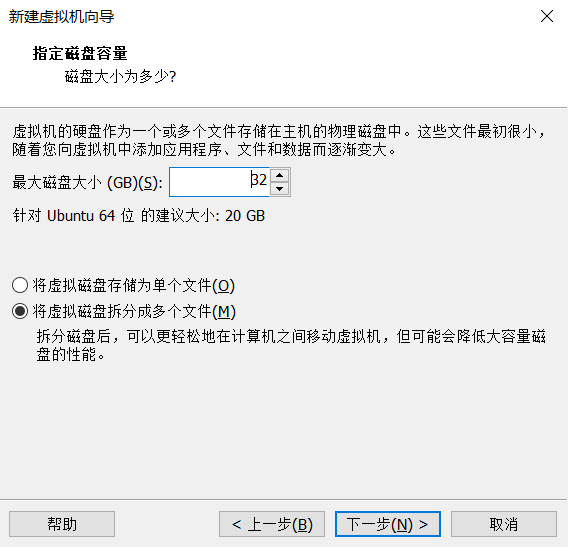 新建虚拟机向导
指定磁盘容量
磁盘大小为多少?
虚拟机的硬盘作为一个或多个文件存储在主机的物理磁盘中。这些文件最初很小，
随着您向虚拟机中添加应用程序、文件和数据而逐渐变大。
最大磁盘大小 (GB)(S): 32
针对 Ubuntu 64 位 的建议大小: 20 GB
将虚拟磁盘存储为单个文件(O)
将虚拟磁盘拆分成多个文件(M)
拆分磁盘后，可以更轻松地在计算机之间移动虚拟机，但可能会降低大容量磁
盘的性能。
帮助 < 上一步(B) 下一步(N) > 取消